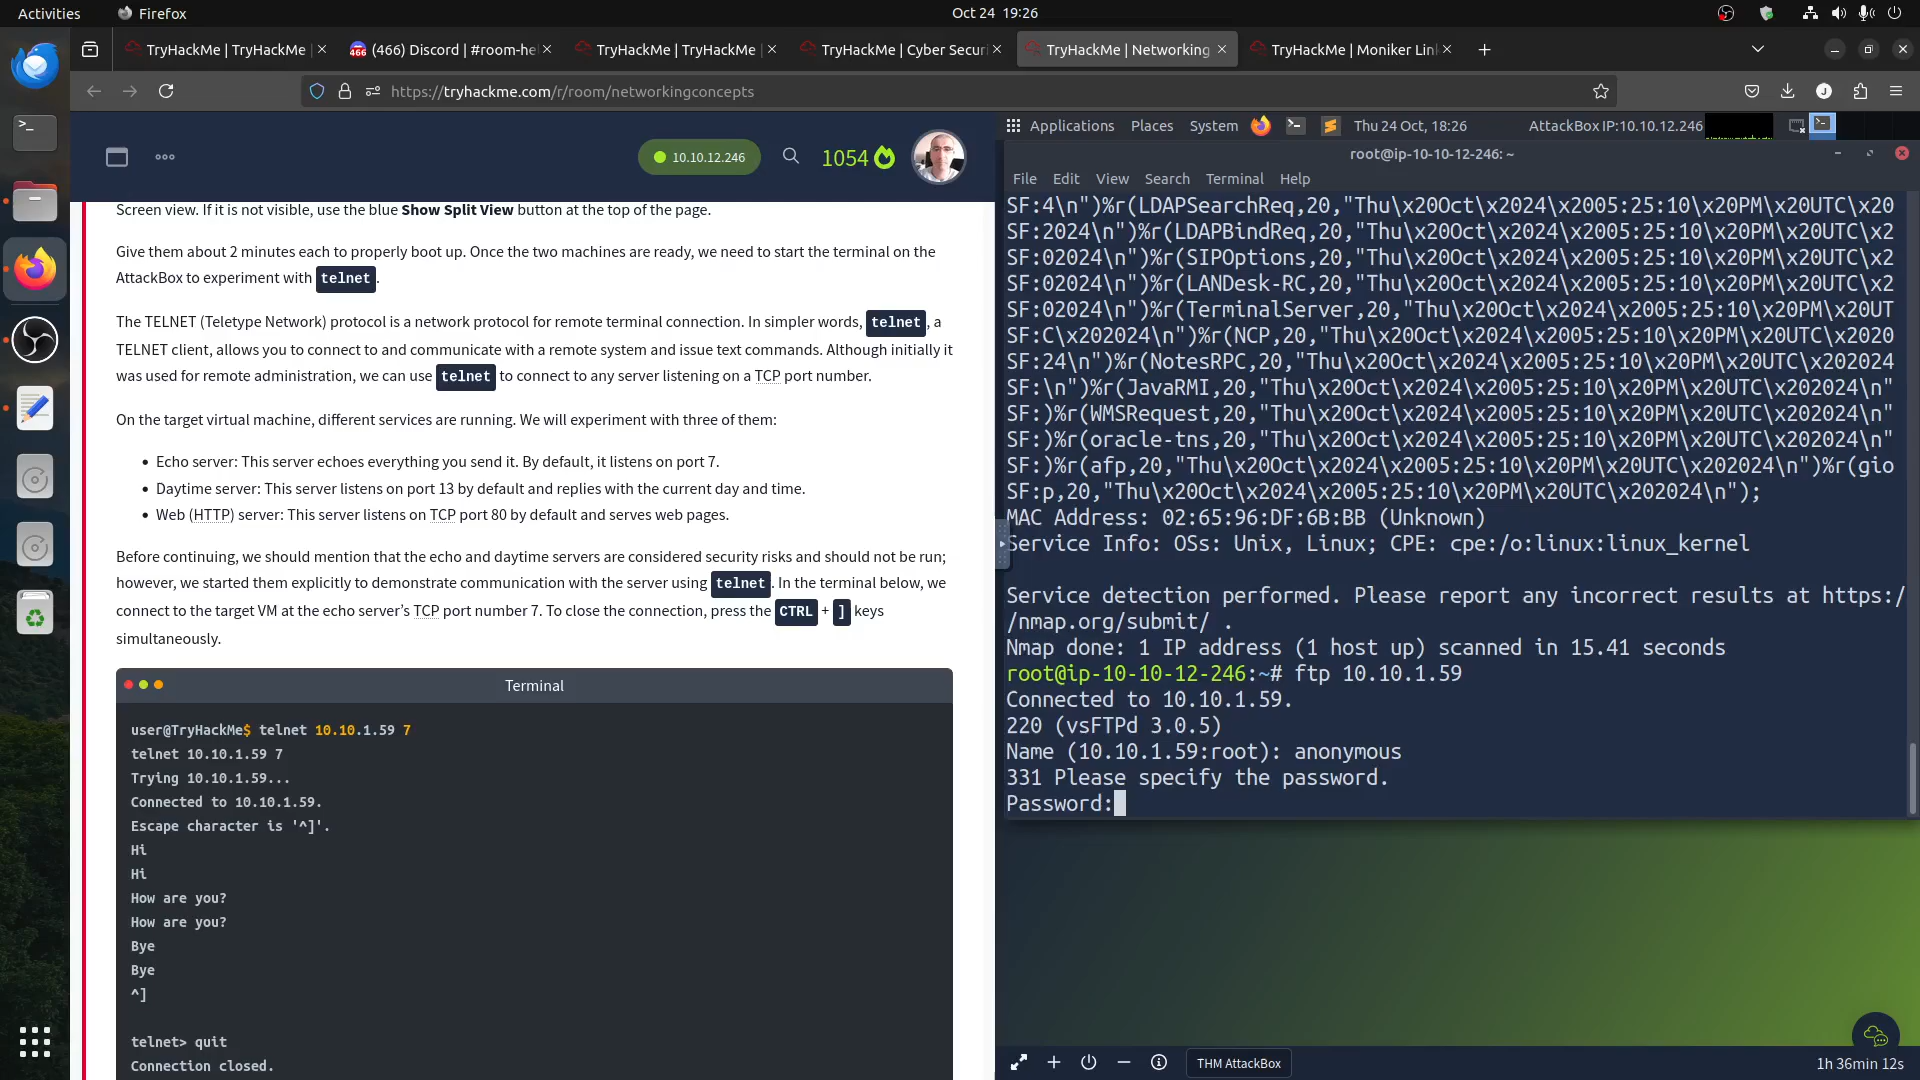 Activities
Firefox
Oct 24 19:26
TryHackMe | TryHackMe
(466) Discord | #room-he
TryHackMe | TryHackMe
TryHackMe | Cyber Securi
TryHackMe | Networking
TryHackMe | Moniker Link
https://tryhackme.com/r/room/networkingconcepts
J
10.10.12.246
1054
Screen view. If it is not visible, use the blue Show Split View button at the top of the page.
Give them about 2 minutes each to properly boot up. Once the two machines are ready, we need to start the terminal on the
AttackBox to experiment with telnet.
The TELNET (Teletype Network) protocol is a network protocol for remote terminal connection. In simpler words, telnet, a
TELNET client, allows you to connect to and communicate with a remote system and issue text commands. Although initially it
was used for remote administration, we can use telnet to connect to any server listening on a TCP port number.
On the target virtual machine, different services are running. We will experiment with three of them:
• Echo server: This server echoes everything you send it. By default, it listens on port 7.
• Daytime server: This server listens on port 13 by default and replies with the current day and time.
• Web (HTTP) server: This server listens on TCP port 80 by default and serves web pages.
Before continuing, we should mention that the echo and daytime servers are considered security risks and should not be run;
however, we started them explicitly to demonstrate communication with the server using telnet. In the terminal below, we
connect to the target VM at the echo server’s TCP port number 7. To close the connection, press the CTRL + ] keys
simultaneously.
Terminal
user@TryHackMe$ telnet 10.10.1.59 7
telnet 10.10.1.59 7
Trying 10.10.1.59...
Connected to 10.10.1.59.
Escape character is '^]'.
Hi
Hi
How are you?
How are you?
Bye
Bye
^]
telnet> quit
Connection closed.
Applications
Places
System
Thu 24 Oct, 18:26
AttackBox IP:10.10.12.246
root@ip-10-10-12-246: ~
File Edit View Search Terminal Help
SF:4\n")%r(LDAPSearchReq,20,"Thu\x20Oct\x2024\x2005:25:10\x20PM\x20UTC\x20
SF:2024\n")%r(LDAPBindReq,20,"Thu\x20Oct\x2024\x2005:25:10\x20PM\x20UTC\x2
SF:02024\n")%r(SIPOptions,20,"Thu\x20Oct\x2024\x2005:25:10\x20PM\x20UTC\x2
SF:02024\n")%r(LANDesk-RC,20,"Thu\x20Oct\x2024\x2005:25:10\x20PM\x20UTC\x2
SF:02024\n")%r(TerminalServer,20,"Thu\x20Oct\x2024\x2005:25:10\x20PM\x20UT
SF:C\x202024\n")%r(NCP,20,"Thu\x20Oct\x2024\x2005:25:10\x20PM\x20UTC\x2020
SF:24\n")%r(NotesRPC,20,"Thu\x20Oct\x2024\x2005:25:10\x20PM\x20UTC\x202024
SF:\n")%r(JavaRMI,20,"Thu\x20Oct\x2024\x2005:25:10\x20PM\x20UTC\x202024\n"
SF:)%r(WMSRequest,20,"Thu\x20Oct\x2024\x2005:25:10\x20PM\x20UTC\x202024\n"
SF:)%r(oracle-tns,20,"Thu\x20Oct\x2024\x2005:25:10\x20PM\x20UTC\x202024\n"
SF:)%r(afp,20,"Thu\x20Oct\x2024\x2005:25:10\x20PM\x20UTC\x202024\n")%r(gio
SF:p,20,"Thu\x20Oct\x2024\x2005:25:10\x20PM\x20UTC\x202024\n");
MAC Address: 02:65:96:DF:6B:BB (Unknown)
Service Info: OSs: Unix, Linux; CPE: cpe:/o:linux:linux_kernel
Service detection performed. Please report any incorrect results at https:/
/nmap.org/submit/ .
Nmap done: 1 IP address (1 host up) scanned in 15.41 seconds
root@ip-10-10-12-246:~# ftp 10.10.1.59
Connected to 10.10.1.59.
220 (vsFTPd 3.0.5)
Name (10.10.1.59:root): anonymous
331 Please specify the password.
Password:
THM AttackBox
1h 36min 12s